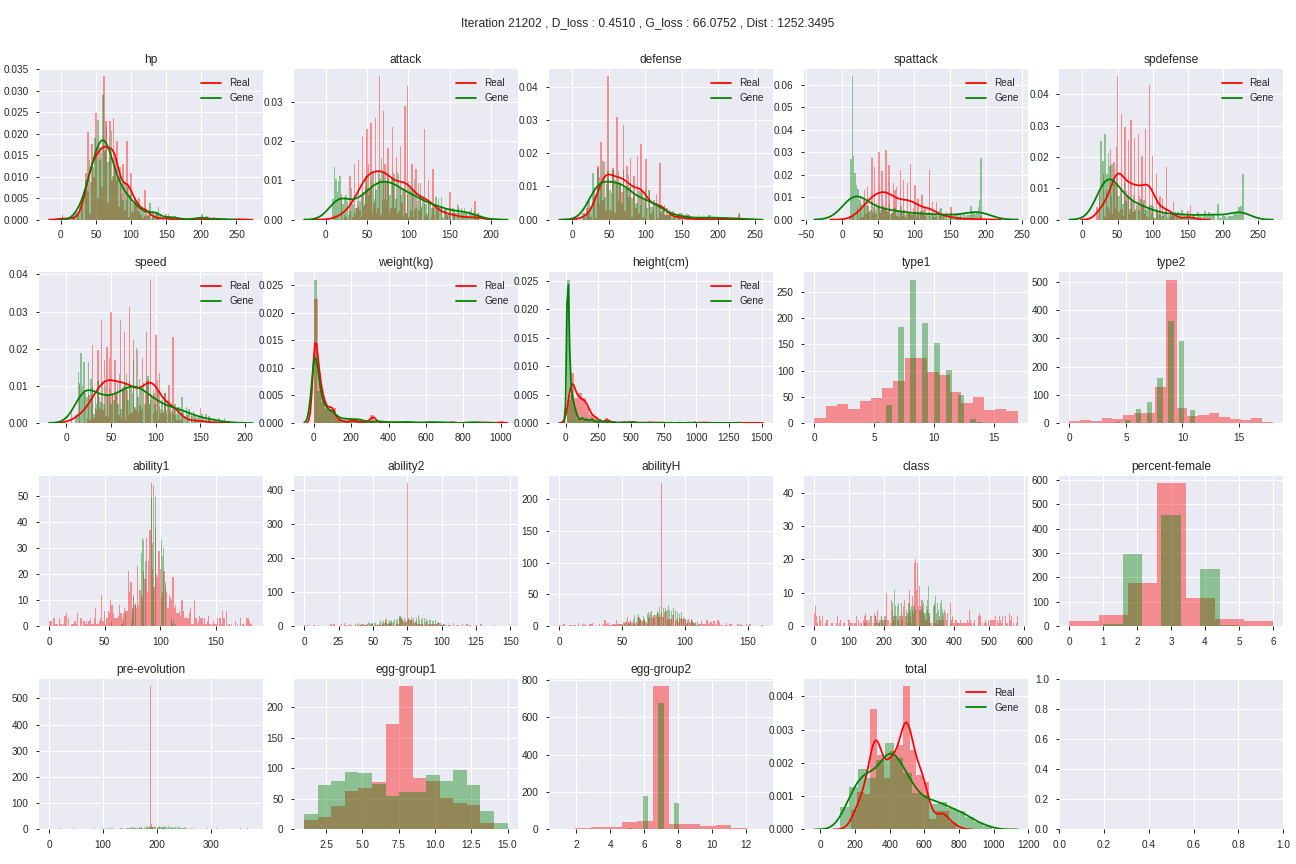 Iteration 21202 , D_loss : 0.4510 , G_loss : 66.0752 , Dist : 1252.3495
hp
attack
defense
spattack
spdefense
0.035
0.030
0.025
0.020
0.015
0.010
0.005
0.000
0 50 100 150 200 250
Real
Gene
0.03
0.02
0.01
0.00
0 50 100 150 200
Real
Gene
0.04
0.03
0.02
0.01
0.00
0 50 100 150 200 250
Real
Gene
0.06
0.05
0.04
0.03
0.02
0.01
0.00
−50 0 50 100 150 200 250
Real
Gene
0.04
0.03
0.02
0.01
0.00
0 50 100 150 200 250
Real
Gene
speed
weight(kg)
height(cm)
type1
type2
0.04
0.03
0.02
0.01
0.00
0 50 100 150 200
Real
Gene
0.025
0.020
0.015
0.010
0.005
0.000
0 200 400 600 800 1000
Real
Gene
0.025
0.020
0.015
0.010
0.005
0.000
0 250 500 750 1000 1250 1500
Real
Gene
250
200
150
100
50
0
0 5 10 15
500
400
300
200
100
0
0 5 10 15
ability1
ability2
abilityH
class
percent-female
50
40
30
20
10
0
0 50 100 150
400
300
200
100
0
0 25 50 75 100 125 150
200
150
100
50
0
0 50 100 150
40
30
20
10
0
0 100 200 300 400 500 600
600
500
400
300
200
100
0
0 1 2 3 4 5 6
pre-evolution
egg-group1
egg-group2
total
500
400
300
200
100
0
0 100 200 300
200
150
100
50
0
2.5 5.0 7.5 10.0 12.5 15.0
800
600
400
200
0
2 4 6 8 10 12
0.004
0.003
0.002
0.001
0.000
0 200 400 600 800 1000 1200
Real
Gene
1.0
0.8
0.6
0.4
0.2
0.0
0.0 0.2 0.4 0.6 0.8 1.0